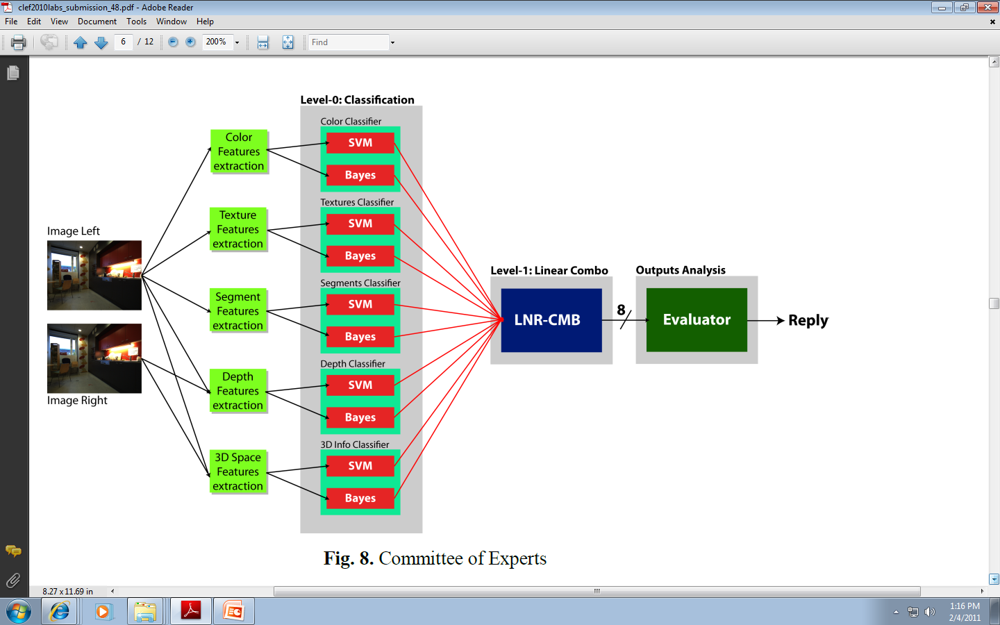 clef2010labs_submission_48.pdf - Adobe Reader
File Edit View Document Tools Window Help
6 / 12 200% Find
Level-0: Classification
Color Classifier
Color
Features
extraction
SVM
Bayes
Textures Classifier
Texture
Features
extraction
SVM
Bayes
Image Left
Segments Classifier
Segment
Features
extraction
SVM
Bayes
Image Right
Depth Classifier
Depth
Features
extraction
SVM
Bayes
3D Info Classifier
3D Space
Features
extraction
SVM
Bayes
Level-1: Linear Combo
LNR-CMB
8
Outputs Analysis
Evaluator
Reply
Fig. 8. Committee of Experts
8.27 x 11.69 in
1:16 PM
2/4/2011